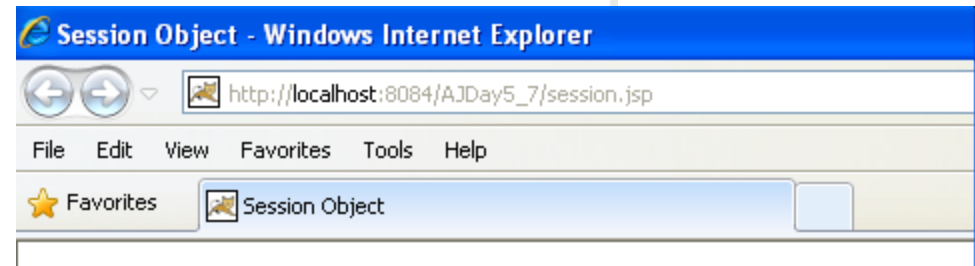 Session Object - Windows Internet Explorer
http://localhost:8084/AJDay5_7/session.jsp
File Edit View Favorites Tools Help
Favorites Session Object